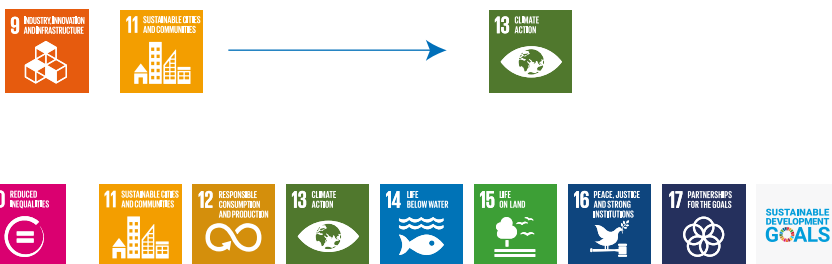 9 INDUSTRY, INNOVATION
AND INFRASTRUCTURE
11 SUSTAINABLE CITIES
AND COMMUNITIES
13 CLIMATE
ACTION
0 REDUCED
INEQUALITIES
11 SUSTAINABLE CITIES
AND COMMUNITIES
12 RESPONSIBLE
CONSUMPTION
AND PRODUCTION
13 CLIMATE
ACTION
14 LIFE
BELOW WATER
15 LIFE
ON LAND
16 PEACE, JUSTICE
AND STRONG
INSTITUTIONS
17 PARTNERSHIPS
FOR THE GOALS
SUSTAINABLE
DEVELOPMENT
GOALS